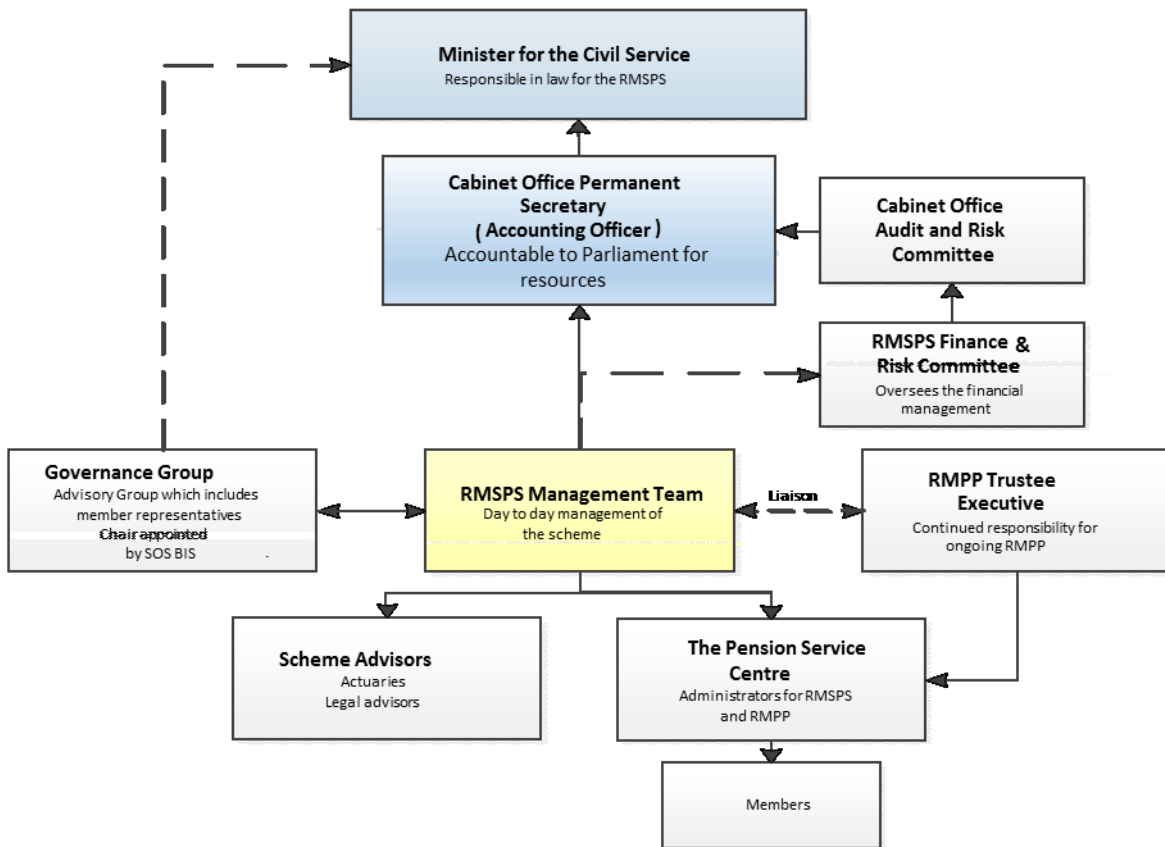 Minister for the Civil Service
Responsible in law for the RMSPS
Cabinet Office Permanent
Secretary
( Accounting Officer )
Accountable to Parliament for
resources
Cabinet Office
Audit and Risk
Committee
RMSPS Finance &
Risk Committee
Oversees the financial
management
Governance Group
Advisory Group which includes
member representatives
Chair appointed
by SOS BIS .
RMSPS Management Team
Day to day management of
the scheme
Liaison
RMPP Trustee
Executive
Continued responsibility for
ongoing RMPP
Scheme Advisors
Actuaries
Legal advisors
The Pension Service
Centre
Administrators for RMSPS
and RMPP
Members